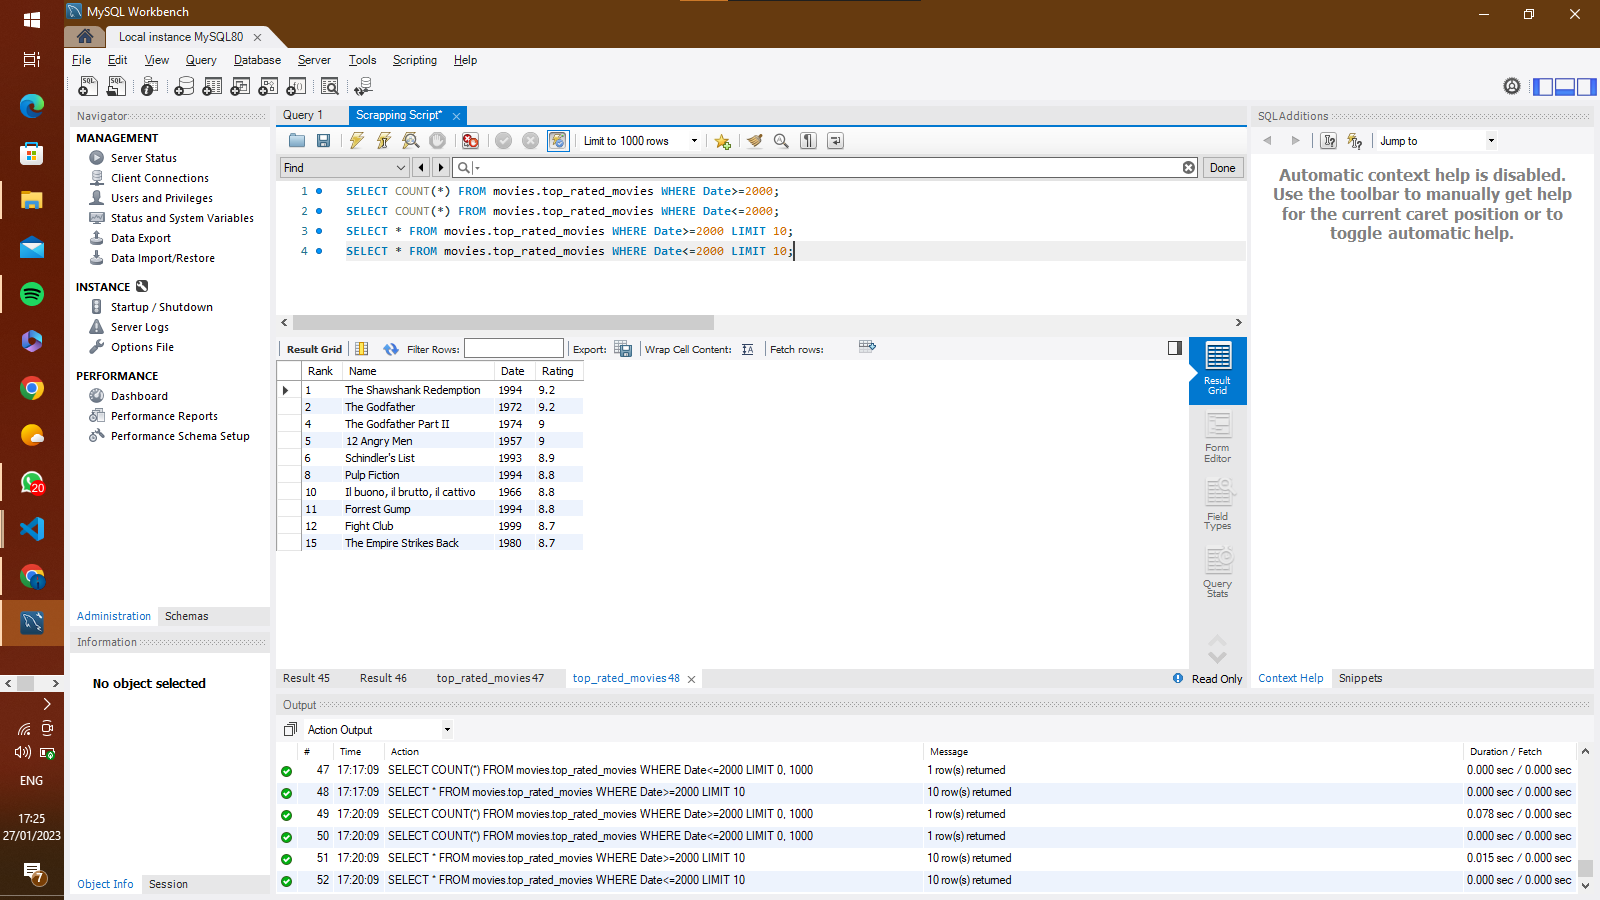 MySQL Workbench
Local instance MySQL80
File Edit View Query Database Server Tools Scripting Help
Navigator
MANAGEMENT
Server Status
Client Connections
Users and Privileges
Status and System Variables
Data Export
Data Import/Restore
INSTANCE
Startup / Shutdown
Server Logs
Options File
PERFORMANCE
Dashboard
Performance Reports
Performance Schema Setup
Administration Schemas
Information
No object selected
Object Info Session
Query 1 Scrapping Script*
Limit to 1000 rows
Find Done
1 SELECT COUNT(*) FROM movies.top_rated_movies WHERE Date>=2000;
2 SELECT COUNT(*) FROM movies.top_rated_movies WHERE Date<=2000;
3 SELECT * FROM movies.top_rated_movies WHERE Date>=2000 LIMIT 10;
4 SELECT * FROM movies.top_rated_movies WHERE Date<=2000 LIMIT 10;
Result Grid Filter Rows: Export: Wrap Cell Content: Fetch rows:
Rank Name Date Rating
1 The Shawshank Redemption 1994 9.2
2 The Godfather 1972 9.2
4 The Godfather Part II 1974 9
5 12 Angry Men 1957 9
6 Schindler's List 1993 8.9
8 Pulp Fiction 1994 8.8
10 Il buono, il brutto, il cattivo 1966 8.8
11 Forrest Gump 1994 8.8
12 Fight Club 1999 8.7
15 The Empire Strikes Back 1980 8.7
Result
Grid
Form
Editor
Field
Types
Query
Stats
Result 45 Result 46 top_rated_movies 47 top_rated_movies 48 Read Only
SQLAdditions
Jump to
Automatic context help is disabled.
Use the toolbar to manually get help
for the current caret position or to
toggle automatic help.
Context Help Snippets
Output
Action Output
# Time Action Message Duration / Fetch
47 17:17:09 SELECT COUNT(*) FROM movies.top_rated_movies WHERE Date<=2000 LIMIT 0, 1000 1 row(s) returned 0.000 sec / 0.000 sec
48 17:17:09 SELECT * FROM movies.top_rated_movies WHERE Date>=2000 LIMIT 10 10 row(s) returned 0.000 sec / 0.000 sec
49 17:20:09 SELECT COUNT(*) FROM movies.top_rated_movies WHERE Date>=2000 LIMIT 0, 1000 1 row(s) returned 0.078 sec / 0.000 sec
50 17:20:09 SELECT COUNT(*) FROM movies.top_rated_movies WHERE Date<=2000 LIMIT 0, 1000 1 row(s) returned 0.000 sec / 0.000 sec
51 17:20:09 SELECT * FROM movies.top_rated_movies WHERE Date>=2000 LIMIT 10 10 row(s) returned 0.015 sec / 0.000 sec
52 17:20:09 SELECT * FROM movies.top_rated_movies WHERE Date<=2000 LIMIT 10 10 row(s) returned 0.000 sec / 0.000 sec
20
ENG
17:25
27/01/2023
7